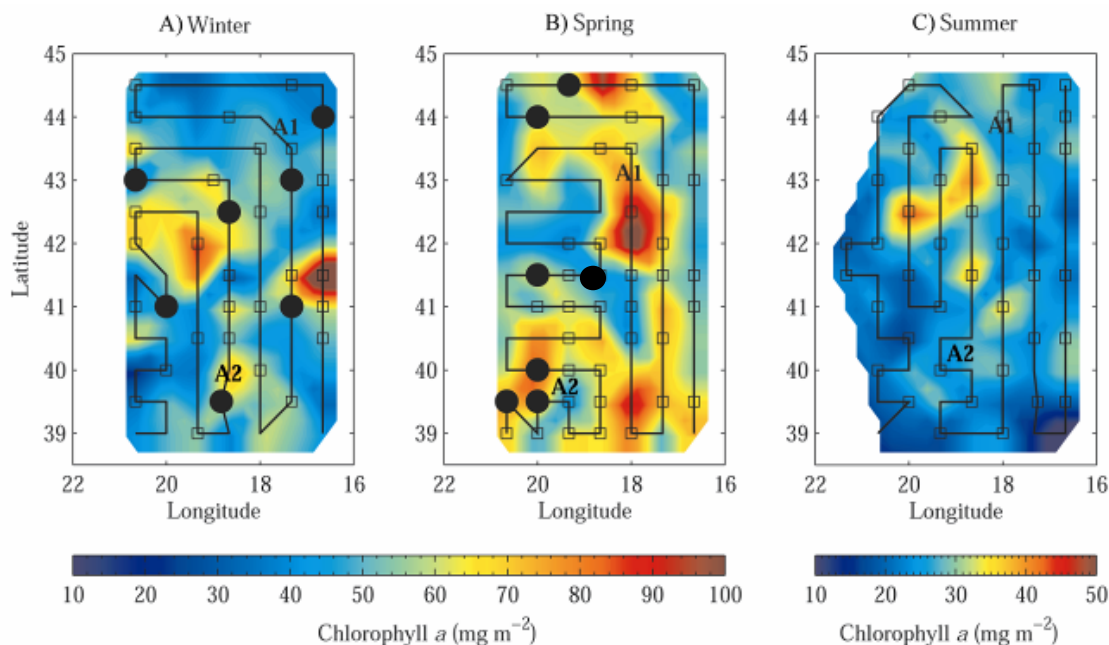 A) Winter
B) Spring
C) Summer
Latitude
45
44
43
42
41
40
39
A1
A2
22
20
18
16
Longitude
45
44
43
42
41
40
39
A1
A2
22
20
18
16
Longitude
45
44
43
42
41
40
39
A1
A2
22
20
18
16
Longitude
10 20 30 40 50 60 70 80 90 100
Chlorophyll a (mg m−2)
10 20 30 40 50
Chlorophyll a (mg m−2)